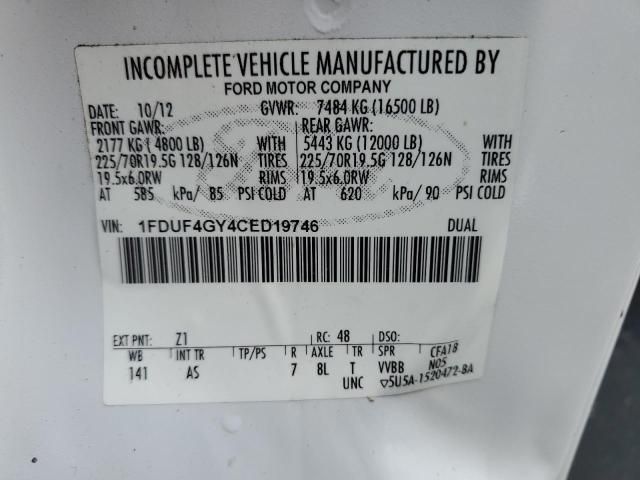 INCOMPLETE VEHICLE MANUFACTURED BY
FORD MOTOR COMPANY
DATE: 10/12 GVWR: 7484 KG (16500 LB)
FRONT GAWR: REAR GAWR:
2177 KG ( 4800 LB) WITH 5443 KG (12000 LB) WITH
225/70R19.5G 128/126N TIRES 225/70R19.5G 128/126N TIRES
19.5x6.0RW RIMS 19.5x6.0RW RIMS
AT 585 kPa/ 85 PSI COLD AT 620 kPa/ 90 PSI COLD
VIN: 1FDUF4GY4CED19746 DUAL
EXT PNT: Z1 RC: 48 DSO:
WB INT TR TP/PS R AXLE TR SPR CFA18
141 AS 7 8L T VVBB N05
UNC ▽5U5A-1520472-BA